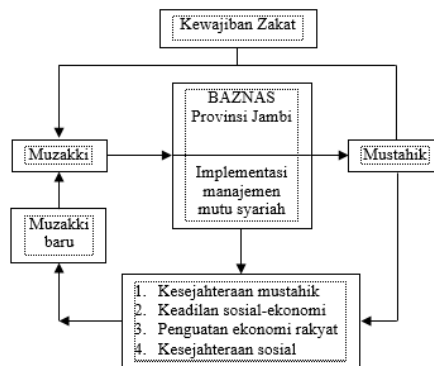 Kewajiban Zakat
BAZNAS
Provinsi Jambi
Muzakki
Mustahik
Implementasi
manajemen
mutu syariah
Muzakki
baru
1. Kesejahteraan mustahik
2. Keadilan sosial-ekonomi
3. Penguatan ekonomi rakyat
4. Kesejahteraan sosial